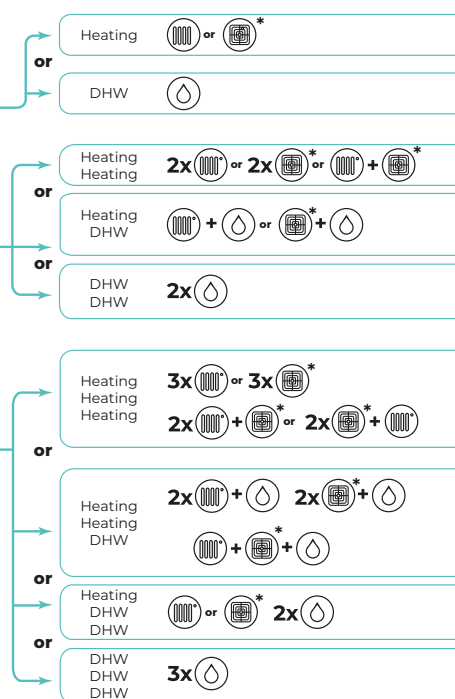 Heating or *
or
DHW
Heating 2x or 2x * or + *
Heating
or
Heating + or * +
DHW
or
DHW 2x
DHW
Heating 3x or 3x *
Heating
Heating 2x + * or 2x * +
or
Heating 2x + 2x * +
Heating
DHW + * +
or
Heating or * 2x
DHW
DHW
or
DHW 3x
DHW
DHW